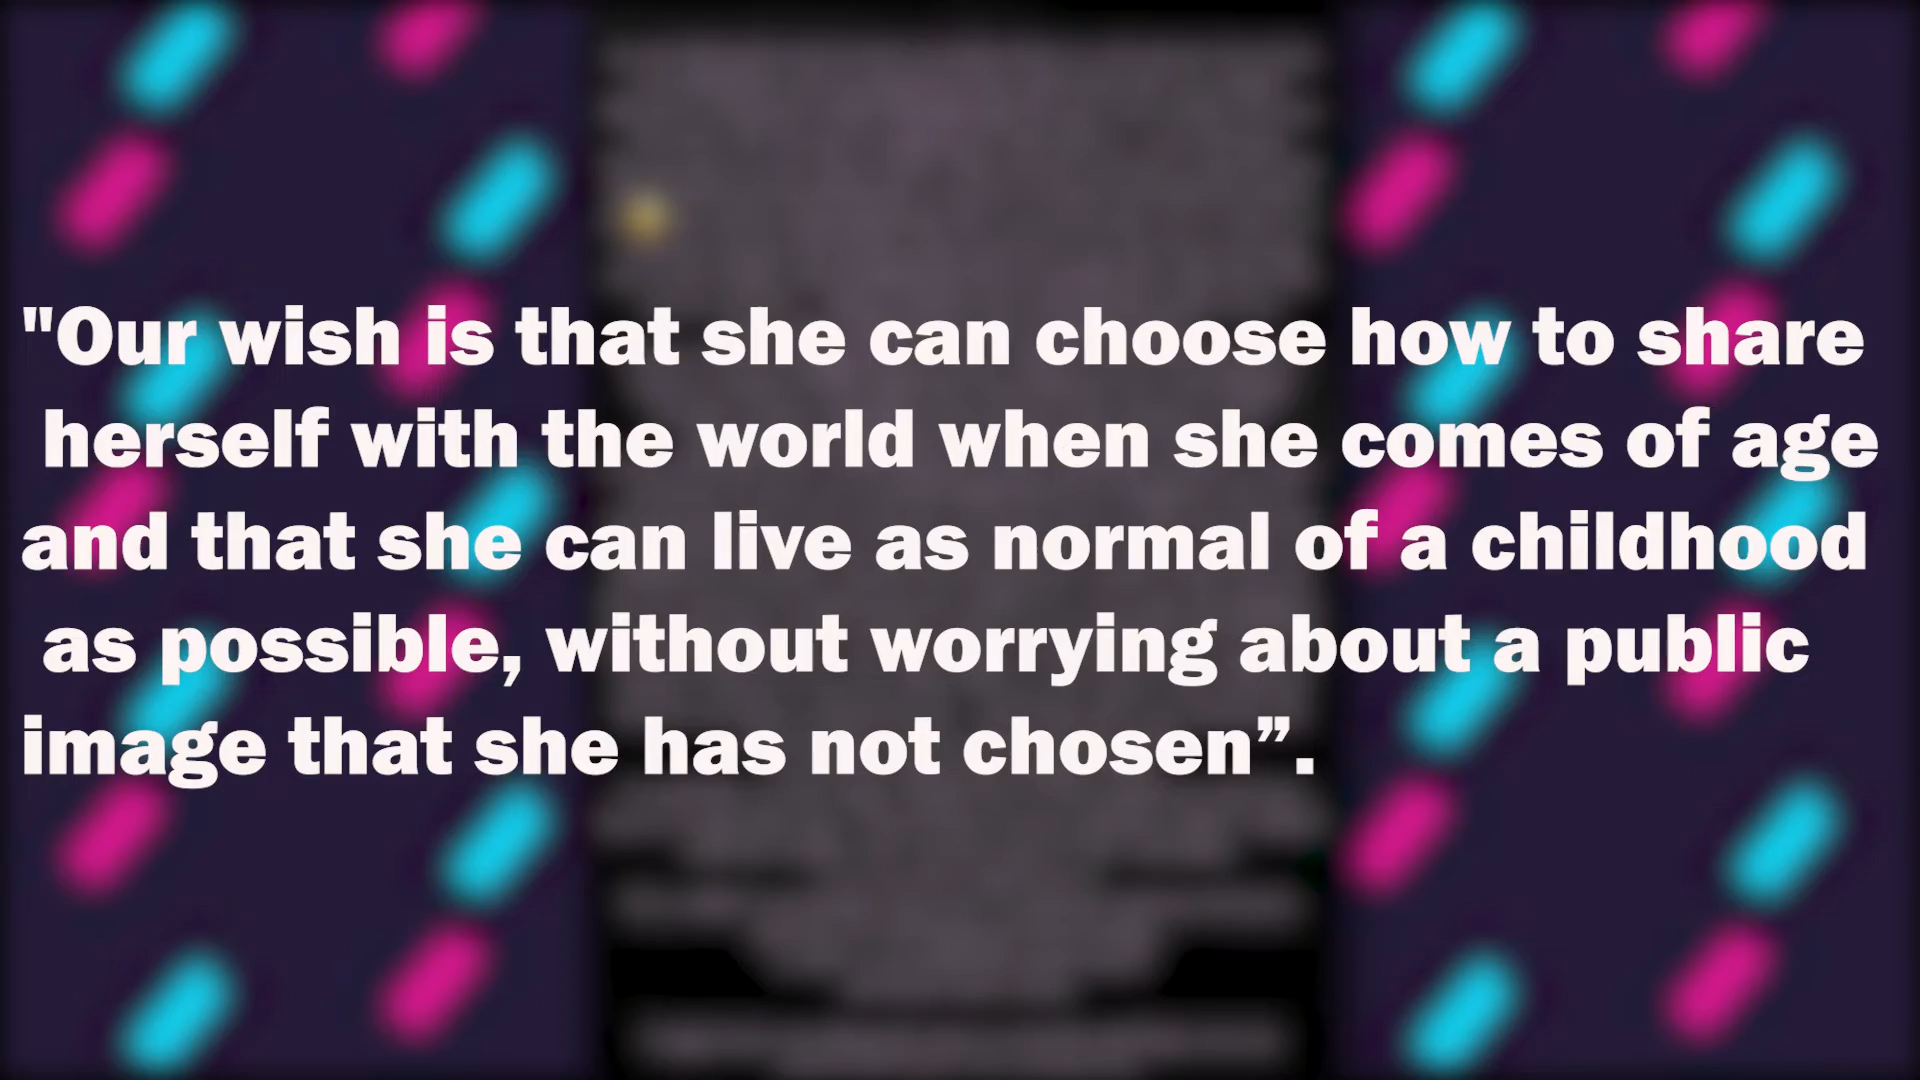 "Our wish is that she can choose how to share
herself with the world when she comes of age
and that she can live as normal of a childhood
as possible, without worrying about a public
image that she has not chosen”.